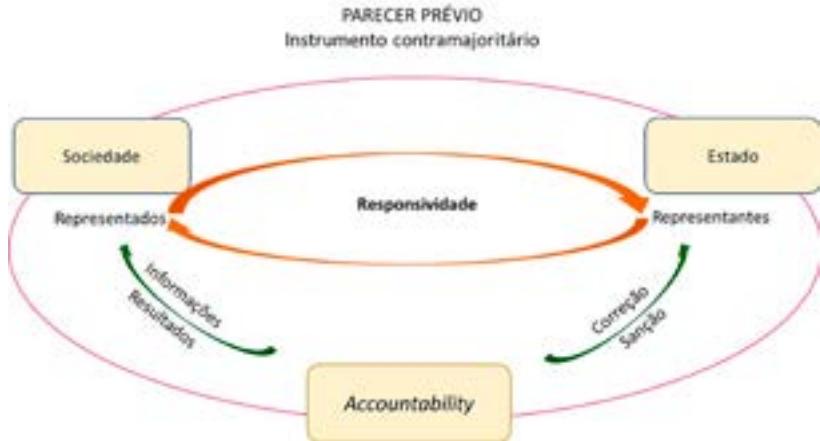 PARECER PRÉVIO
Instrumento contramajoritário
Sociedade
Estado
Responsividade
Representados
Representantes
Informações
Resultados
Correção
Sanção
Accountability